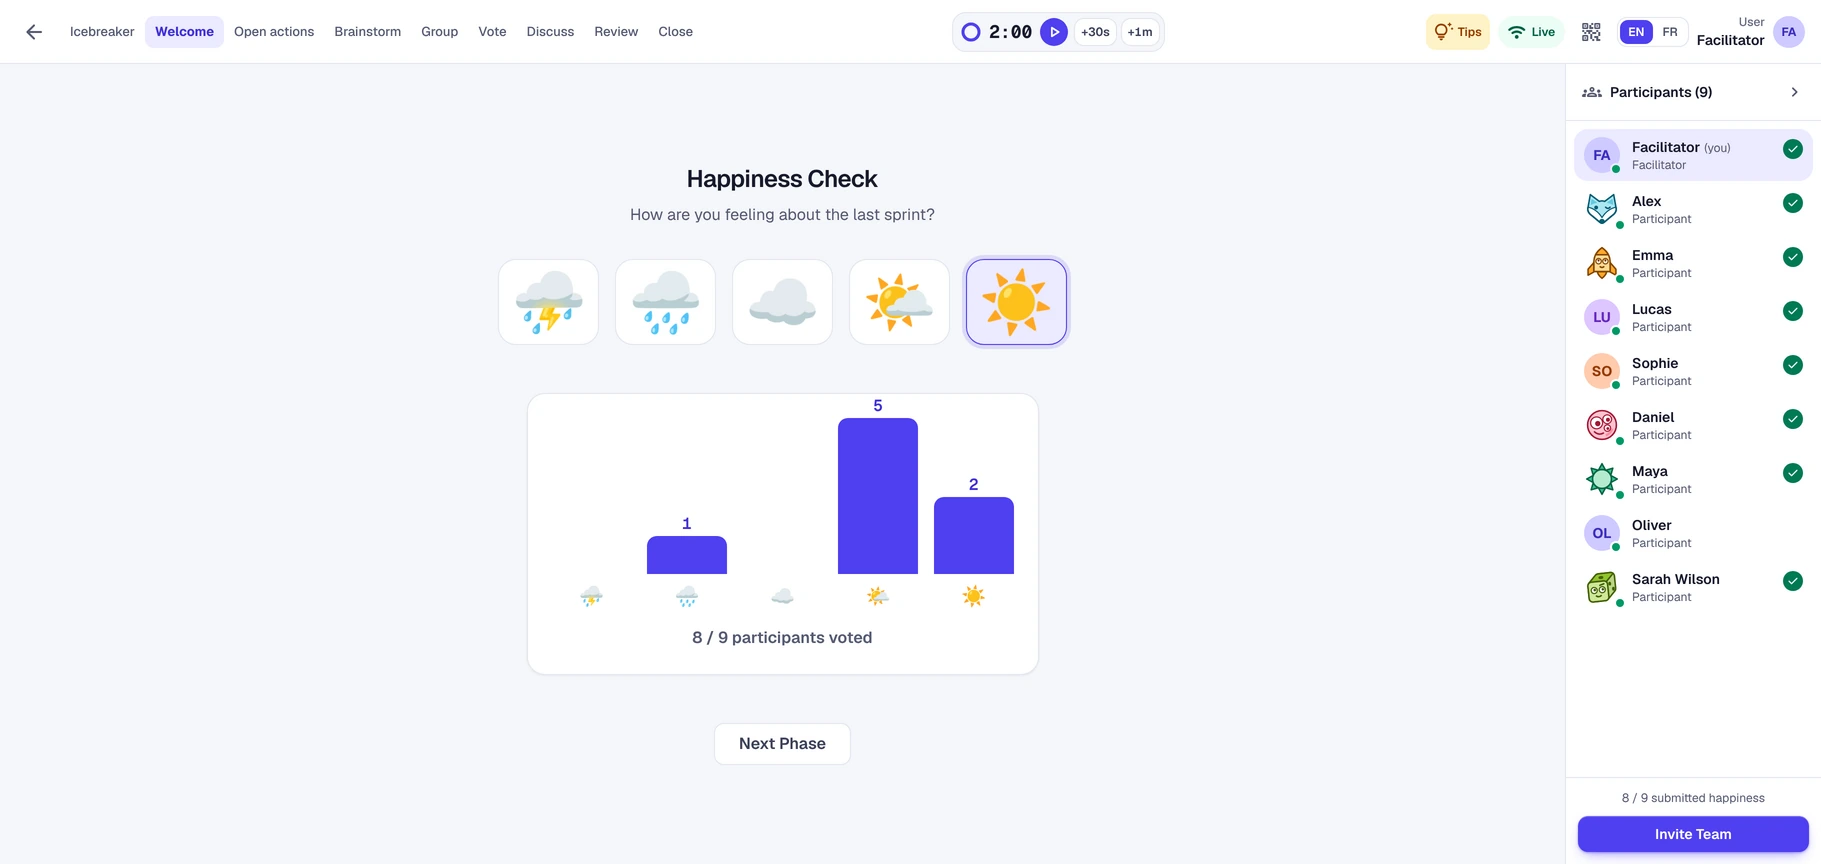 Icebreaker
Welcome
Open actions
Brainstorm
Group
Vote
Discuss
Review
Close
2:00
+30s
+1m
Tips
Live
EN
FR
User
Facilitator
FA
Happiness Check
How are you feeling about the last sprint?
5
2
1
8 / 9 participants voted
Next Phase
Participants (9)
FA
Facilitator (you)
Facilitator
Alex
Participant
Emma
Participant
LU
Lucas
Participant
SO
Sophie
Participant
Daniel
Participant
Maya
Participant
OL
Oliver
Participant
Sarah Wilson
Participant
8 / 9 submitted happiness
Invite Team